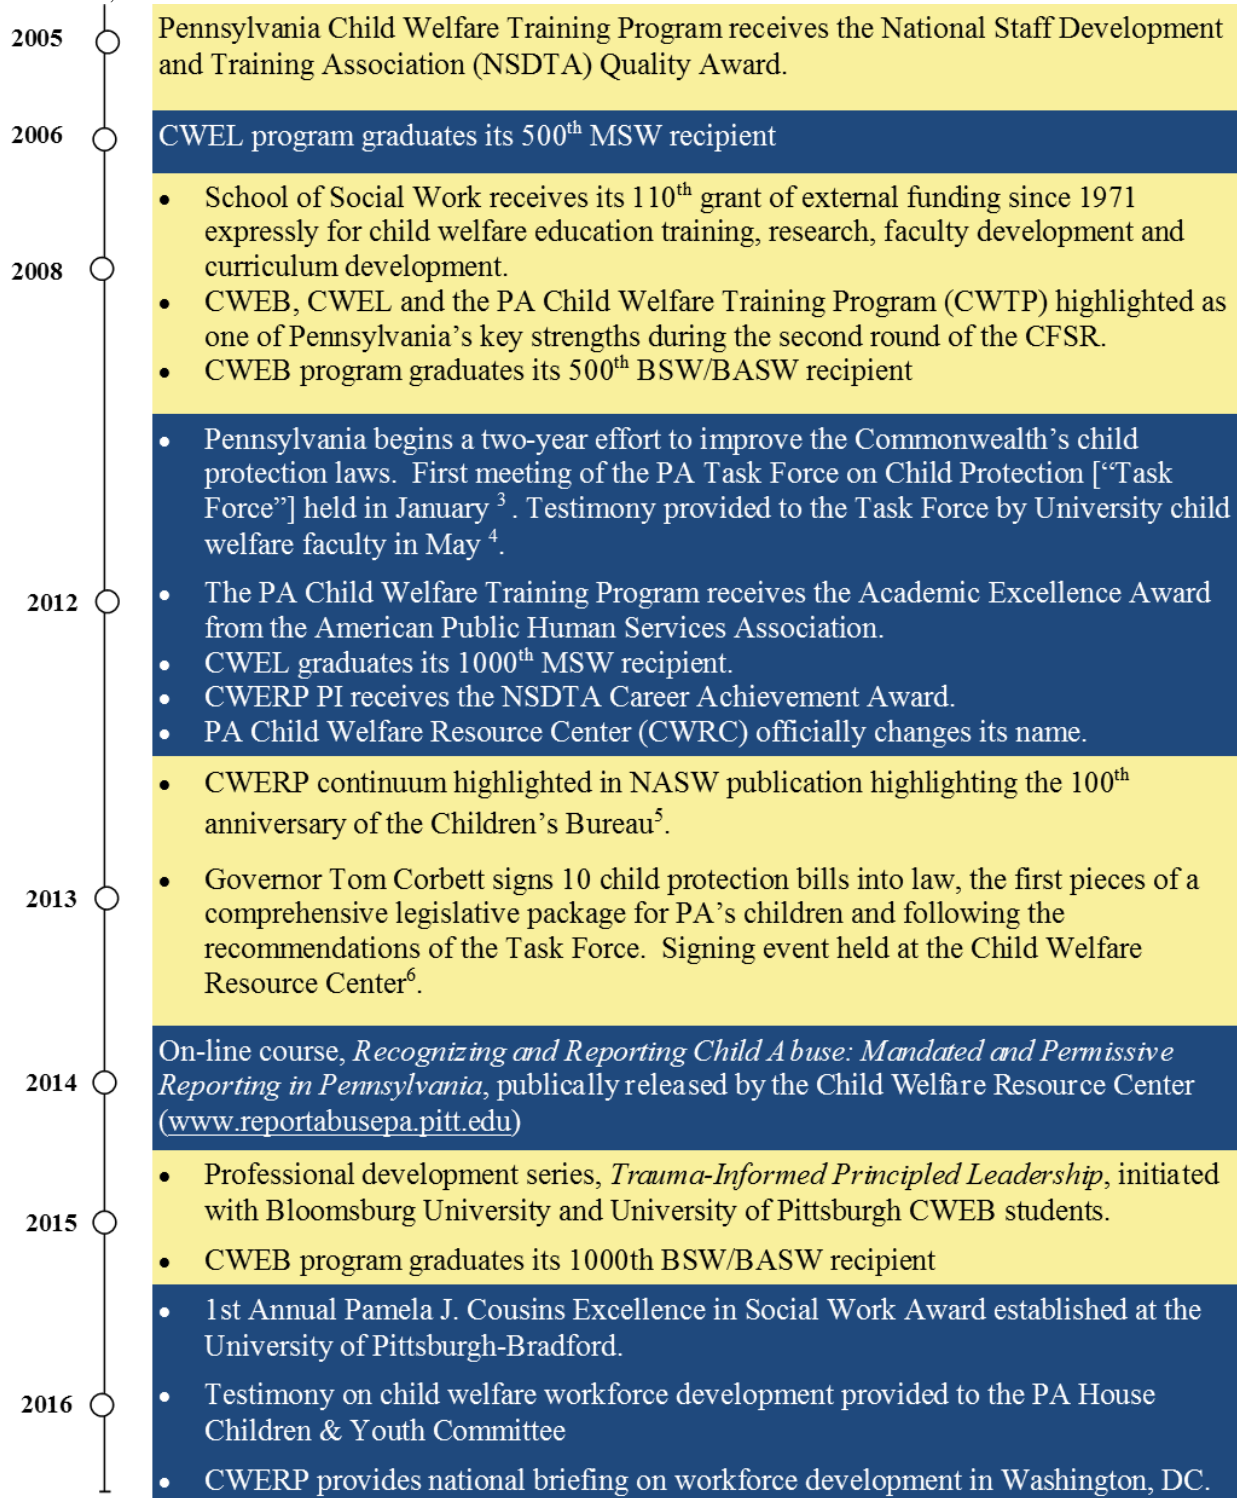 2005
Pennsylvania Child Welfare Training Program receives the National Staff Development
and Training Association (NSDTA) Quality Award.
2006
CWEL program graduates its 500th MSW recipient
2008
• School of Social Work receives its 110th grant of external funding since 1971
expressly for child welfare education training, research, faculty development and
curriculum development.
• CWEB, CWEL and the PA Child Welfare Training Program (CWTP) highlighted as
one of Pennsylvania’s key strengths during the second round of the CFSR.
• CWEB program graduates its 500th BSW/BASW recipient
2012
• Pennsylvania begins a two-year effort to improve the Commonwealth’s child
protection laws. First meeting of the PA Task Force on Child Protection [“Task
Force”] held in January 3 . Testimony provided to the Task Force by University child
welfare faculty in May 4.
• The PA Child Welfare Training Program receives the Academic Excellence Award
from the American Public Human Services Association.
• CWEL graduates its 1000th MSW recipient.
• CWERP PI receives the NSDTA Career Achievement Award.
• PA Child Welfare Resource Center (CWRC) officially changes its name.
2013
• CWERP continuum highlighted in NASW publication highlighting the 100th
anniversary of the Children’s Bureau5.
• Governor Tom Corbett signs 10 child protection bills into law, the first pieces of a
comprehensive legislative package for PA’s children and following the
recommendations of the Task Force. Signing event held at the Child Welfare
Resource Center6.
2014
On-line course, Recognizing and Reporting Child Abuse: Mandated and Permissive
Reporting in Pennsylvania, publically released by the Child Welfare Resource Center
(www.reportabusepa.pitt.edu)
2015
• Professional development series, Trauma-Informed Principled Leadership, initiated
with Bloomsburg University and University of Pittsburgh CWEB students.
• CWEB program graduates its 1000th BSW/BASW recipient
2016
• 1st Annual Pamela J. Cousins Excellence in Social Work Award established at the
University of Pittsburgh-Bradford.
• Testimony on child welfare workforce development provided to the PA House
Children & Youth Committee
• CWERP provides national briefing on workforce development in Washington, DC.